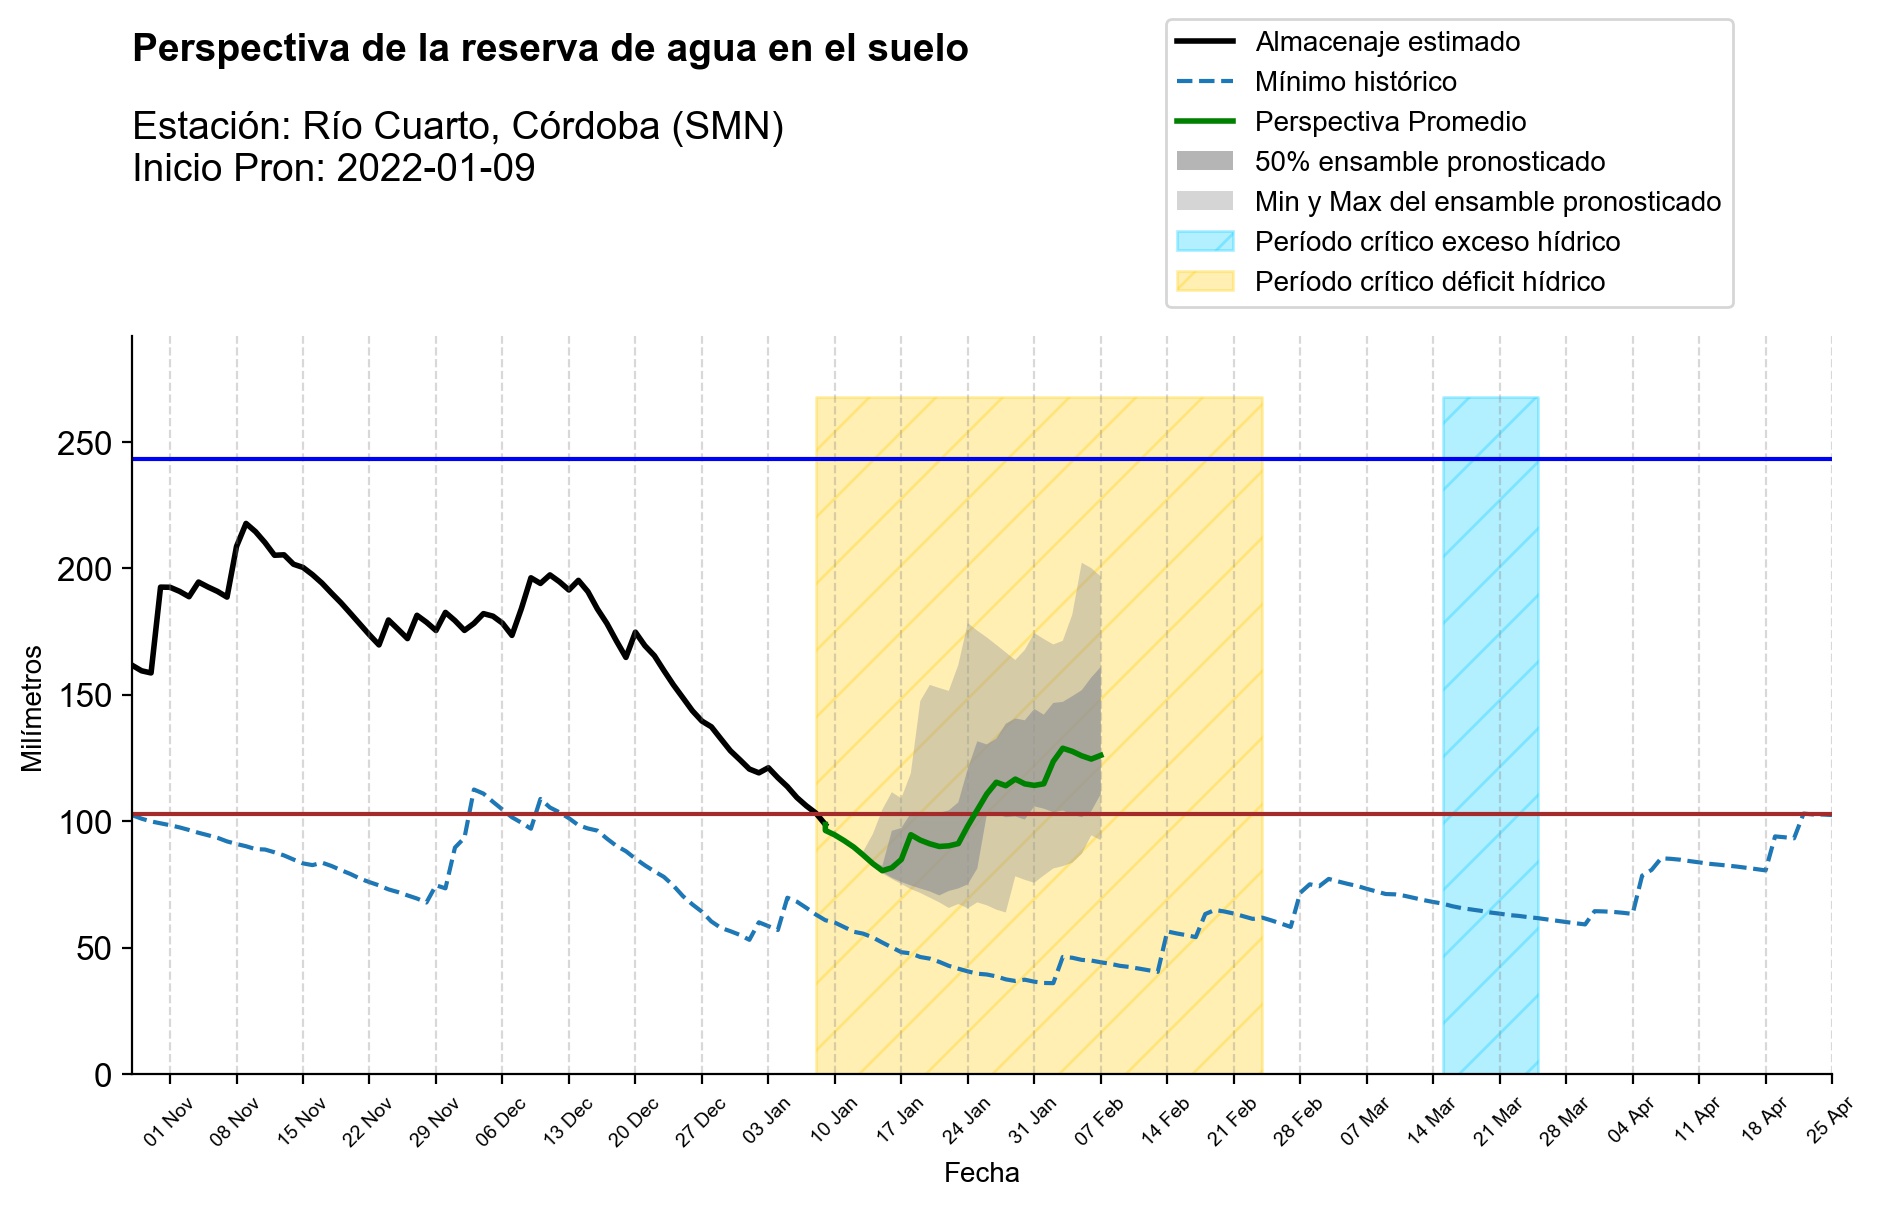 Perspectiva de la reserva de agua en el suelo
Estación: Río Cuarto, Córdoba (SMN)
Inicio Pron: 2022-01-09
Almacenaje estimado
Mínimo histórico
Perspectiva Promedio
50% ensamble pronosticado
Min y Max del ensamble pronosticado
Período crítico exceso hídrico
Período crítico déficit hídrico
Milímetros
250
200
150
100
50
0
01 Nov
08 Nov
15 Nov
22 Nov
29 Nov
06 Dec
13 Dec
20 Dec
27 Dec
03 Jan
10 Jan
17 Jan
24 Jan
31 Jan
07 Feb
14 Feb
21 Feb
28 Feb
07 Mar
14 Mar
21 Mar
28 Mar
04 Apr
11 Apr
18 Apr
25 Apr
Fecha